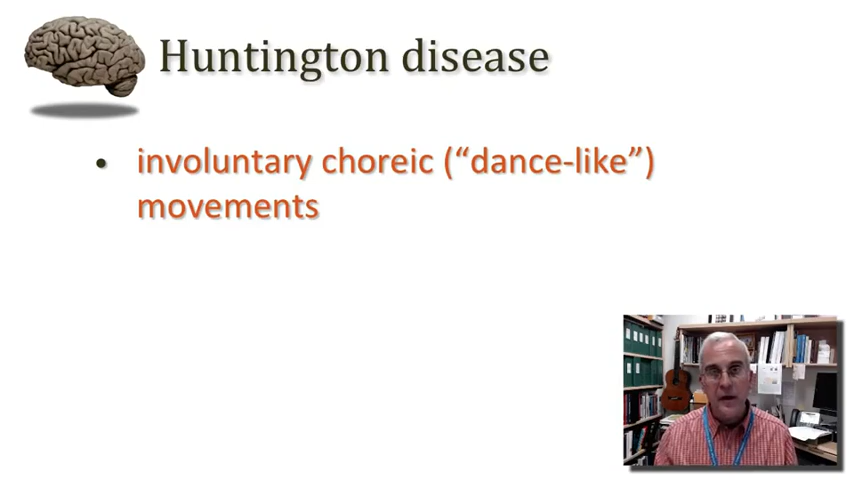 Huntington disease
• involuntary choreic (“dance-like”)
movements